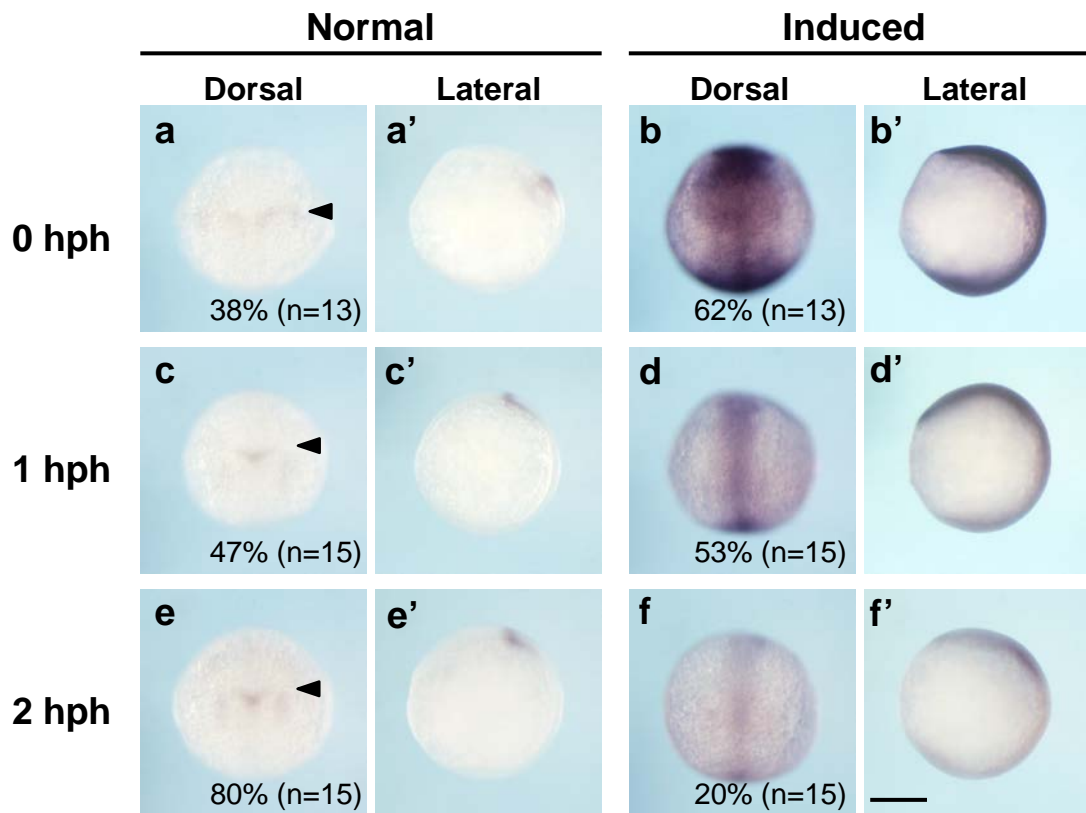 Normal Induced
Dorsal Lateral Dorsal Lateral
a a’ b b’
0 hph
38% (n=13) 62% (n=13)
c c’ d d’
1 hph
47% (n=15) 53% (n=15)
e e’ f f’
2 hph
80% (n=15) 20% (n=15)